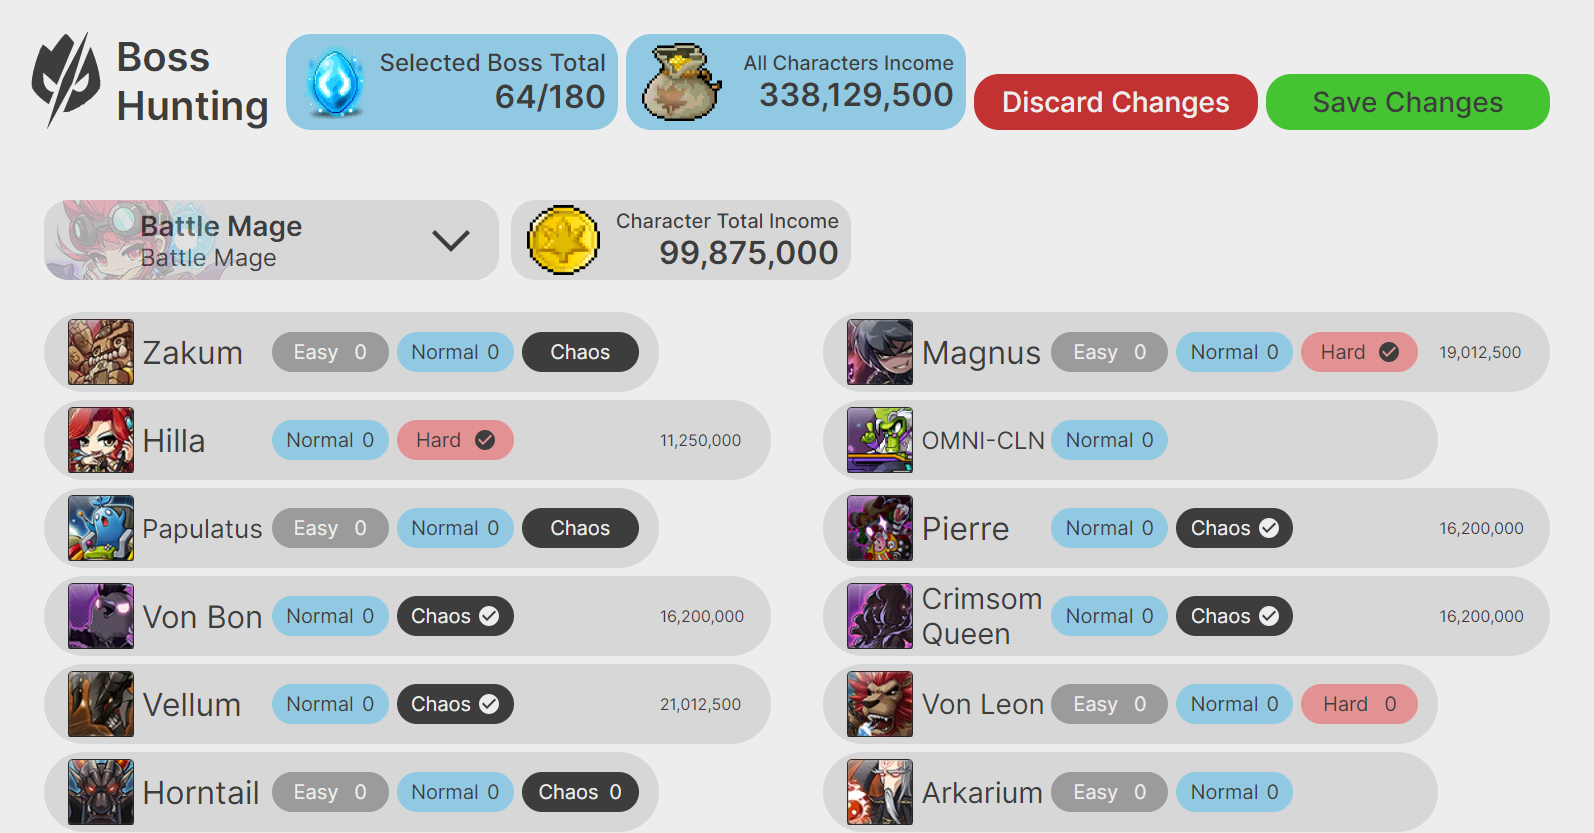 Boss
Hunting
Selected Boss Total
64/180
All Characters Income
338,129,500
Discard Changes
Save Changes
Battle Mage
Battle Mage
Character Total Income
99,875,000
Zakum Easy 0 Normal 0 Chaos
Magnus Easy 0 Normal 0 Hard 19,012,500
Hilla Normal 0 Hard 11,250,000
OMNI-CLN Normal 0
Papulatus Easy 0 Normal 0 Chaos
Pierre Normal 0 Chaos 16,200,000
Von Bon Normal 0 Chaos 16,200,000
Crimsom
Queen Normal 0 Chaos 16,200,000
Vellum Normal 0 Chaos 21,012,500
Von Leon Easy 0 Normal 0 Hard 0
Horntail Easy 0 Normal 0 Chaos 0
Arkarium Easy 0 Normal 0